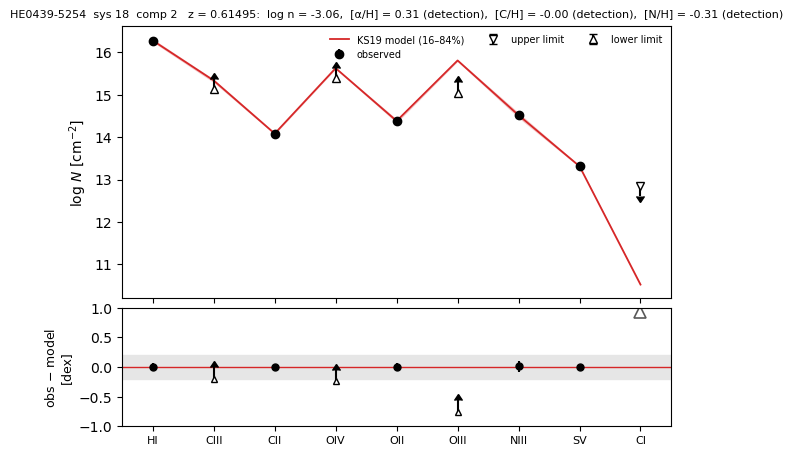 HE0439-5254  sys 18  comp 2   z = 0.61495:  log n = -3.06,  [α/H] = 0.31 (detection),  [C/H] = -0.00 (detection),  [N/H] = -0.31 (detection)
KS19 model (16–84%)
observed
upper limit
lower limit
log N [cm⁻²]
16
15
14
13
12
11
obs − model
[dex]
1.0
0.5
0.0
−0.5
−1.0
HI CIII CII OIV OII OIII NIII SV CI